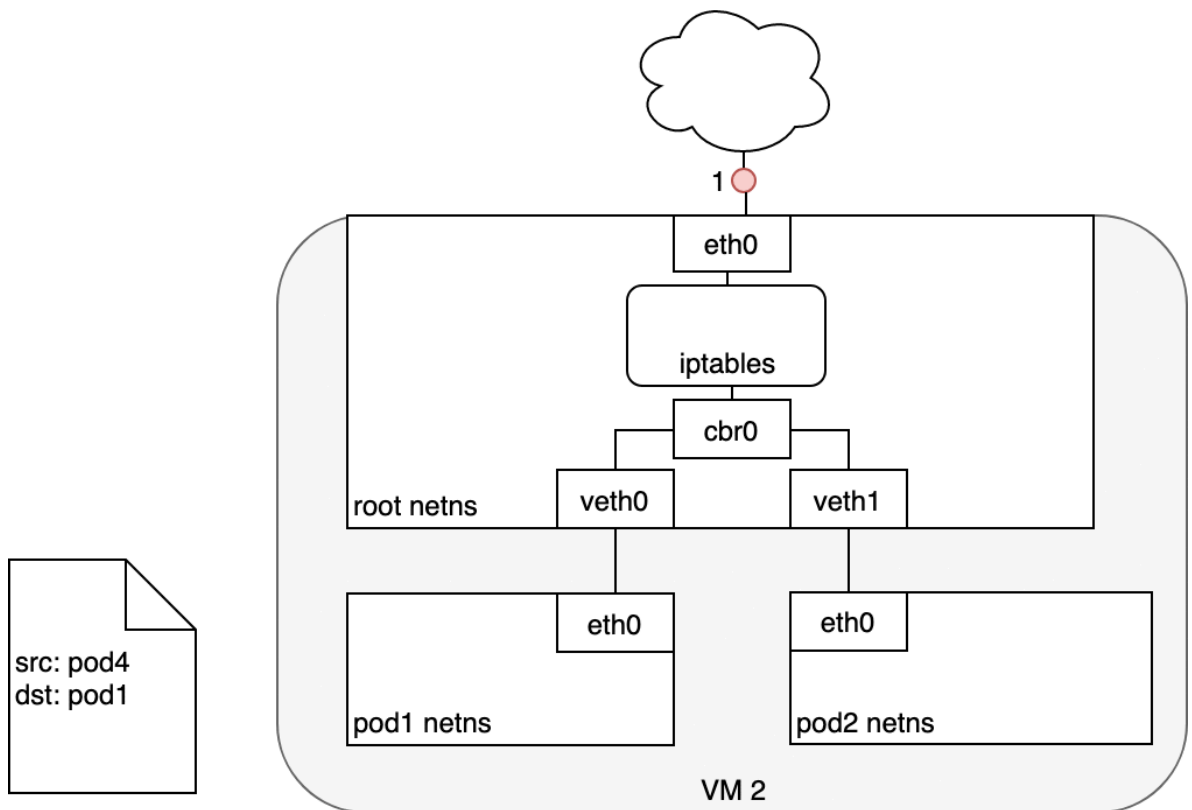 1
eth0
iptables
cbr0
veth0
veth1
root netns
eth0
eth0
src: pod4
dst: pod1
pod1 netns
pod2 netns
VM 2